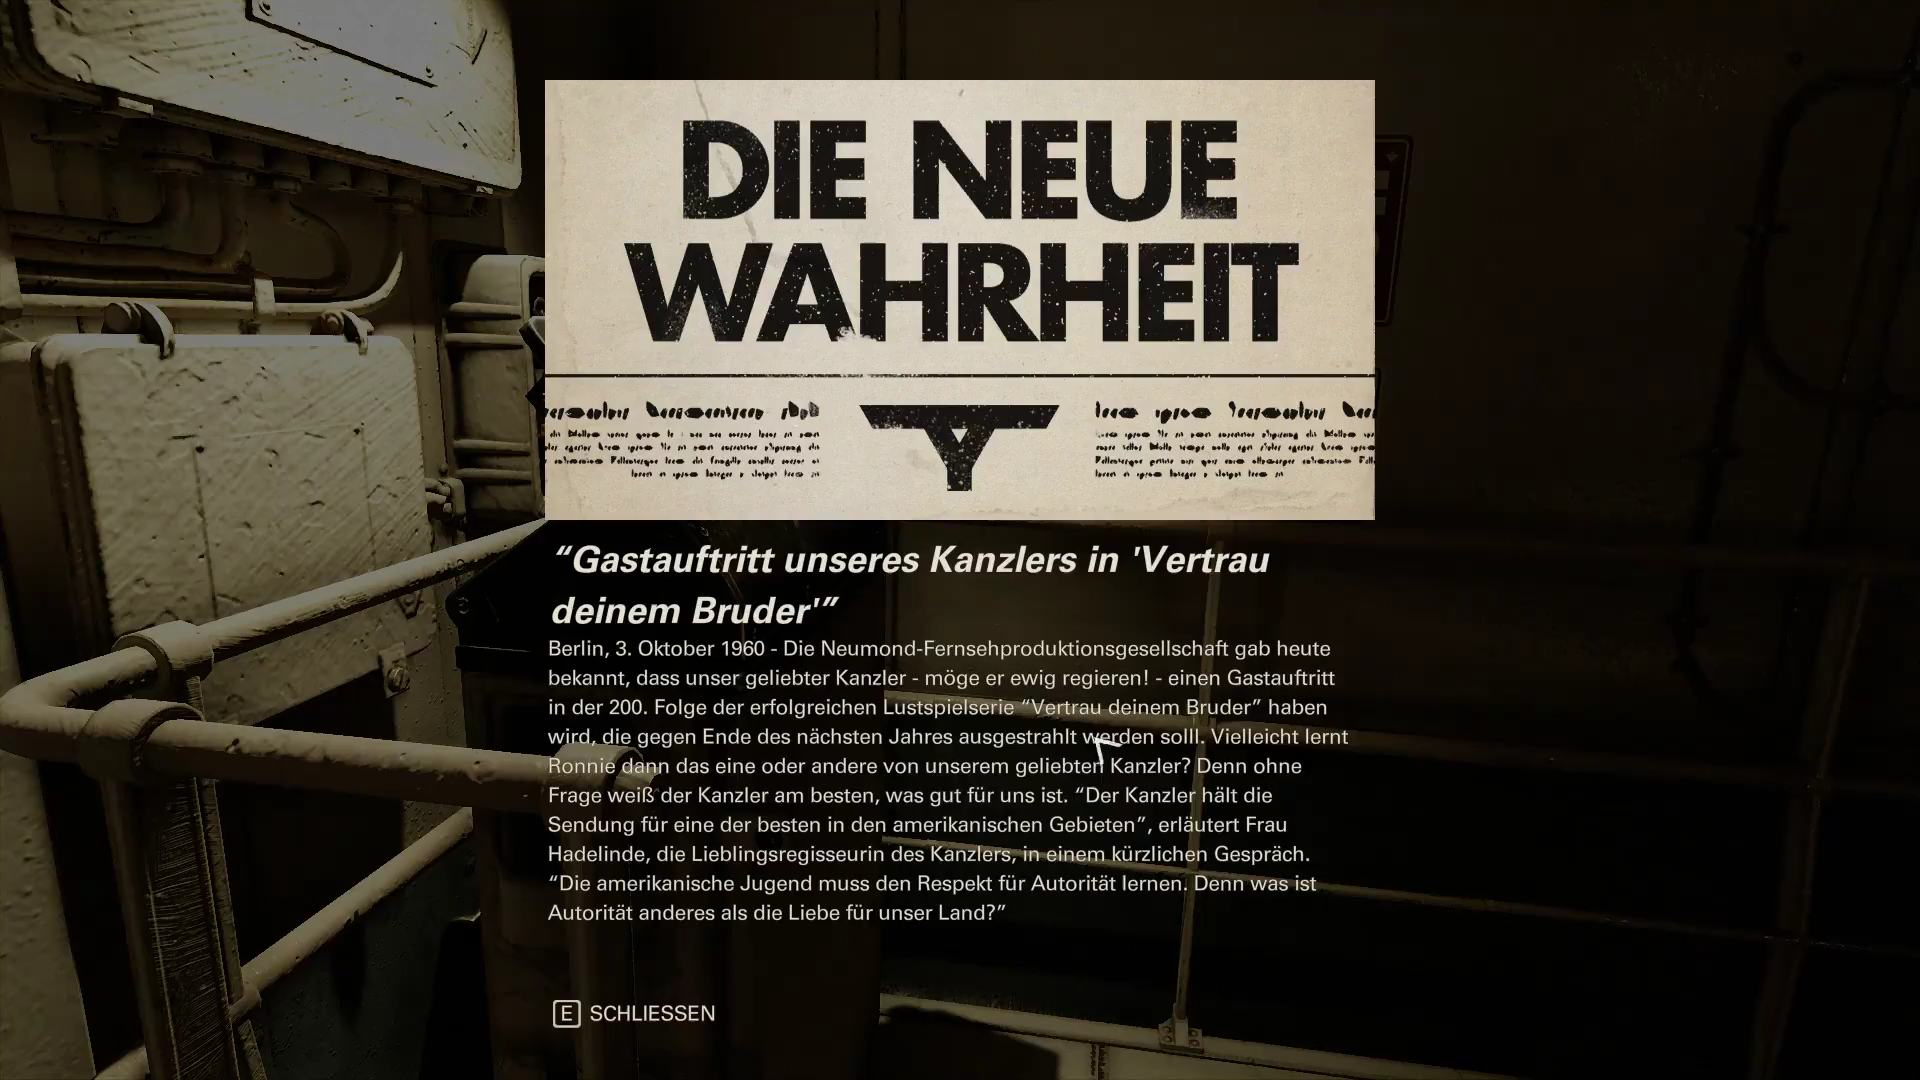 DIE NEUE
WAHRHEIT
“Gastauftritt unseres Kanzlers in 'Vertrau
deinem Bruder'”
Berlin, 3. Oktober 1960 - Die Neumond-Fernsehproduktionsgesellschaft gab heute
bekannt, dass unser geliebter Kanzler - möge er ewig regieren! - einen Gastauftritt
in der 200. Folge der erfolgreichen Lustspielserie “Vertrau deinem Bruder” haben
wird, die gegen Ende des nächsten Jahres ausgestrahlt werden solll. Vielleicht lernt
Ronnie dann das eine oder andere von unserem geliebten Kanzler? Denn ohne
Frage weiß der Kanzler am besten, was gut für uns ist. “Der Kanzler hält die
Sendung für eine der besten in den amerikanischen Gebieten”, erläutert Frau
Hadelinde, die Lieblingsregisseurin des Kanzlers, in einem kürzlichen Gespräch.
“Die amerikanische Jugend muss den Respekt für Autorität lernen. Denn was ist
Autorität anderes als die Liebe für unser Land?”
E SCHLIESSEN